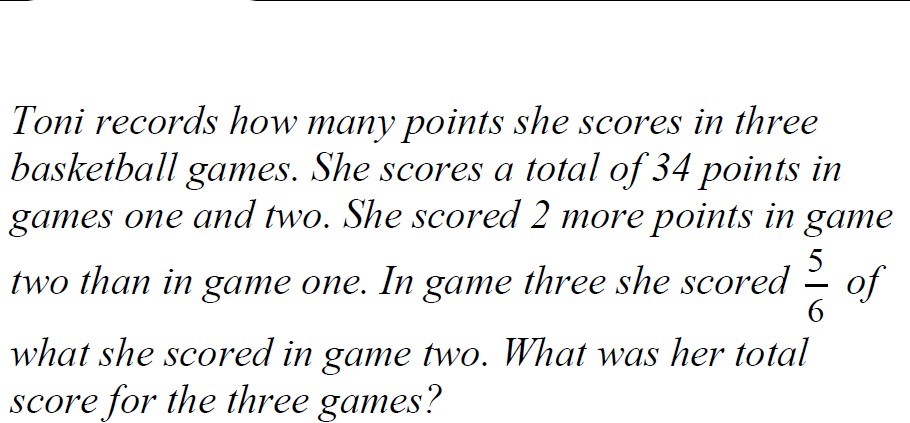 Toni records how many points she scores in three
basketball games. She scores a total of 34 points in
games one and two. She scored 2 more points in game
two than in game one. In game three she scored 5/6 of
what she scored in game two. What was her total
score for the three games?